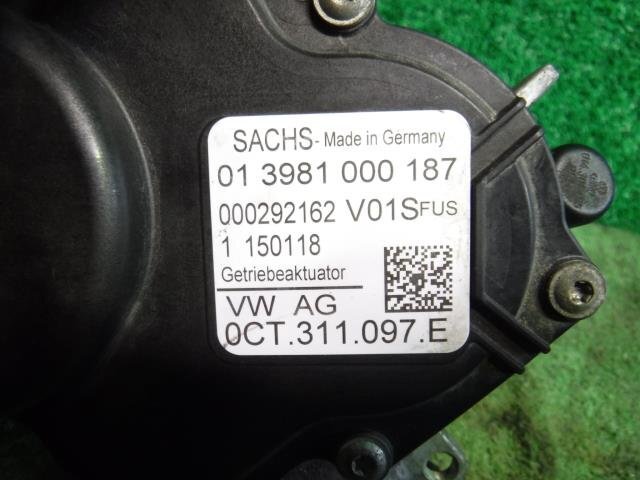 SACHS - Made in Germany
01 3981 000 187
000292162 V01SFUS
1 150118
Getriebeaktuator
VW AG
0CT.311.097.E